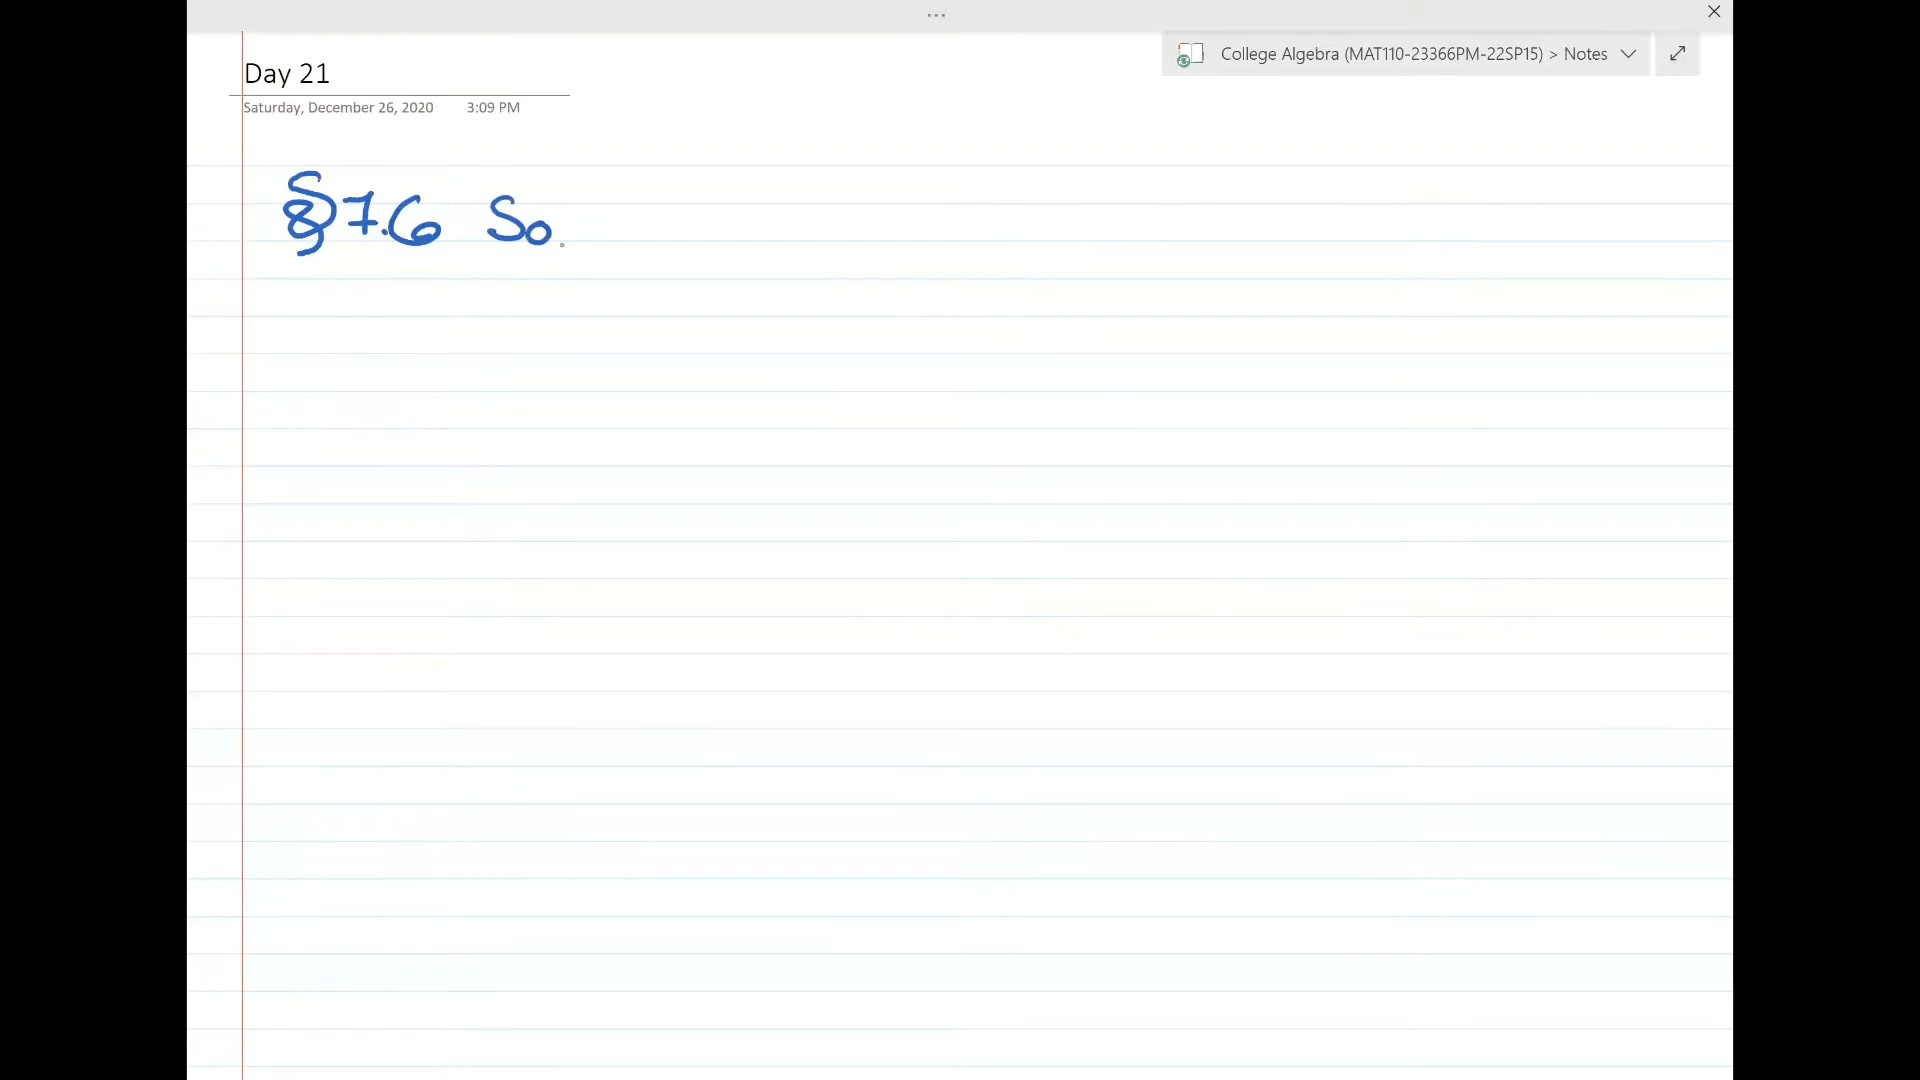 ...
College Algebra (MAT110-23366PM-22SP15) > Notes
Day 21
Saturday, December 26, 2020 3:09 PM
§7.6 So